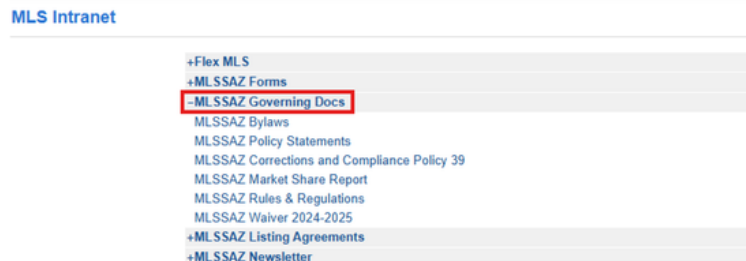 MLS Intranet
+Flex MLS
+MLSSAZ Forms
−MLSSAZ Governing Docs
MLSSAZ Bylaws
MLSSAZ Policy Statements
MLSSAZ Corrections and Compliance Policy 39
MLSSAZ Market Share Report
MLSSAZ Rules & Regulations
MLSSAZ Waiver 2024-2025
+MLSSAZ Listing Agreements
+MLSSAZ Newsletter